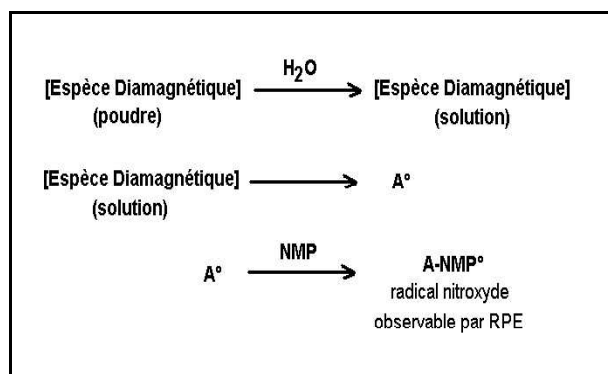 H2O
[Espèce Diamagnétique] [Espèce Diamagnétique]
(poudre) (solution)
[Espèce Diamagnétique] A°
(solution)
NMP
A° A-NMP°
radical nitroxyde
observable par RPE